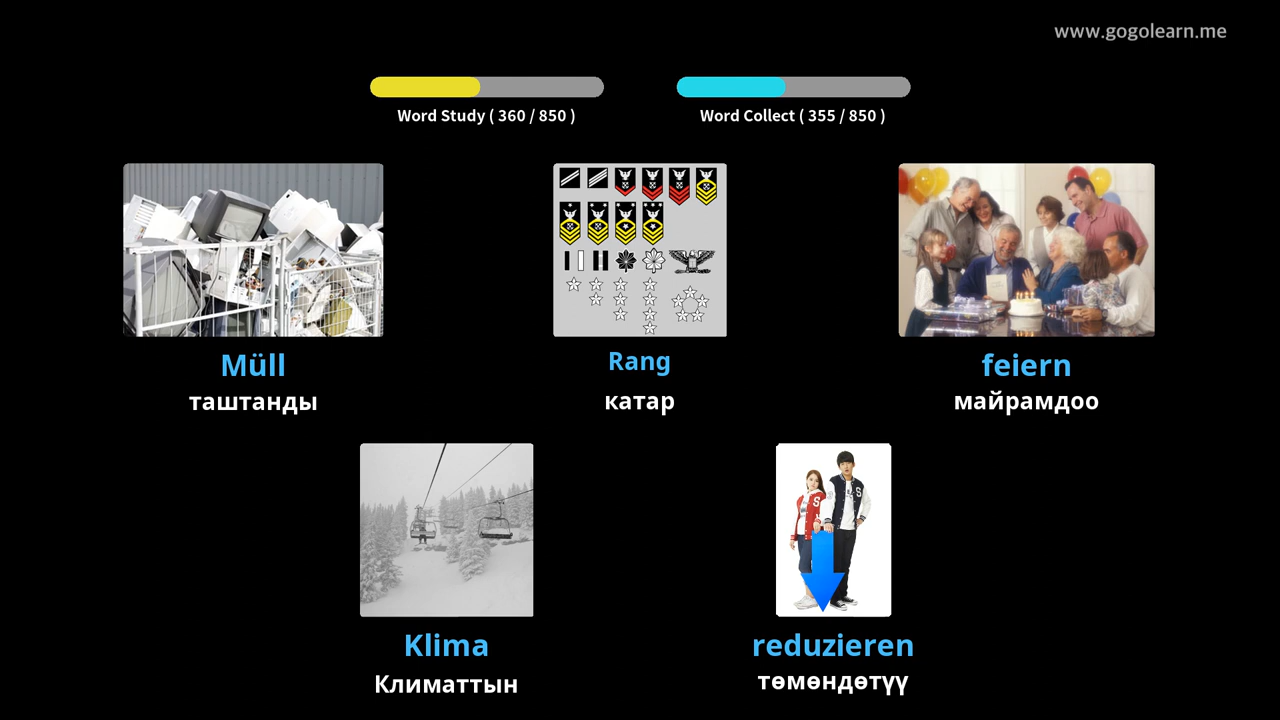 www.gogolearn.me
Word Study ( 360 / 850 )
Word Collect ( 355 / 850 )
Müll
таштанды
Rang
катар
feiern
майрамдоо
Klima
Климаттын
reduzieren
төмөндөтүү